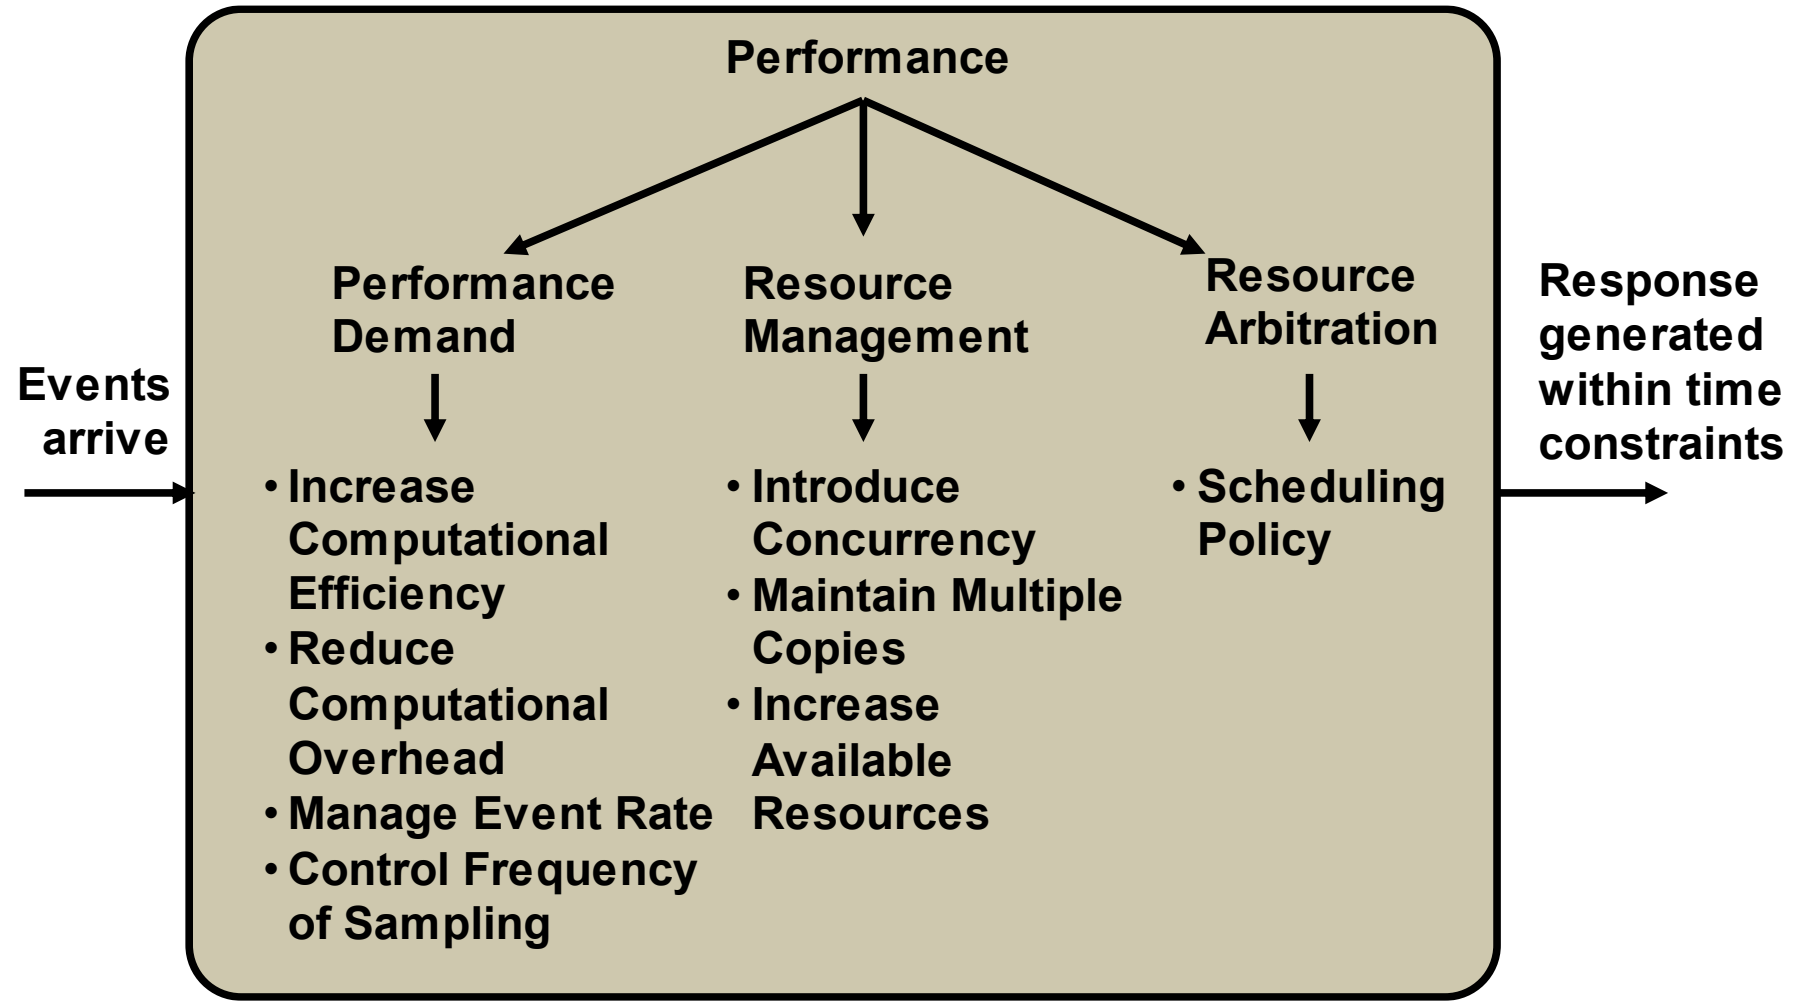 Performance
Events
arrive
Performance
Demand
• Increase
Computational
Efficiency
• Reduce
Computational
Overhead
• Manage Event Rate
• Control Frequency
of Sampling
Resource
Management
• Introduce
Concurrency
• Maintain Multiple
Copies
• Increase
Available
Resources
Resource
Arbitration
• Scheduling
Policy
Response
generated
within time
constraints